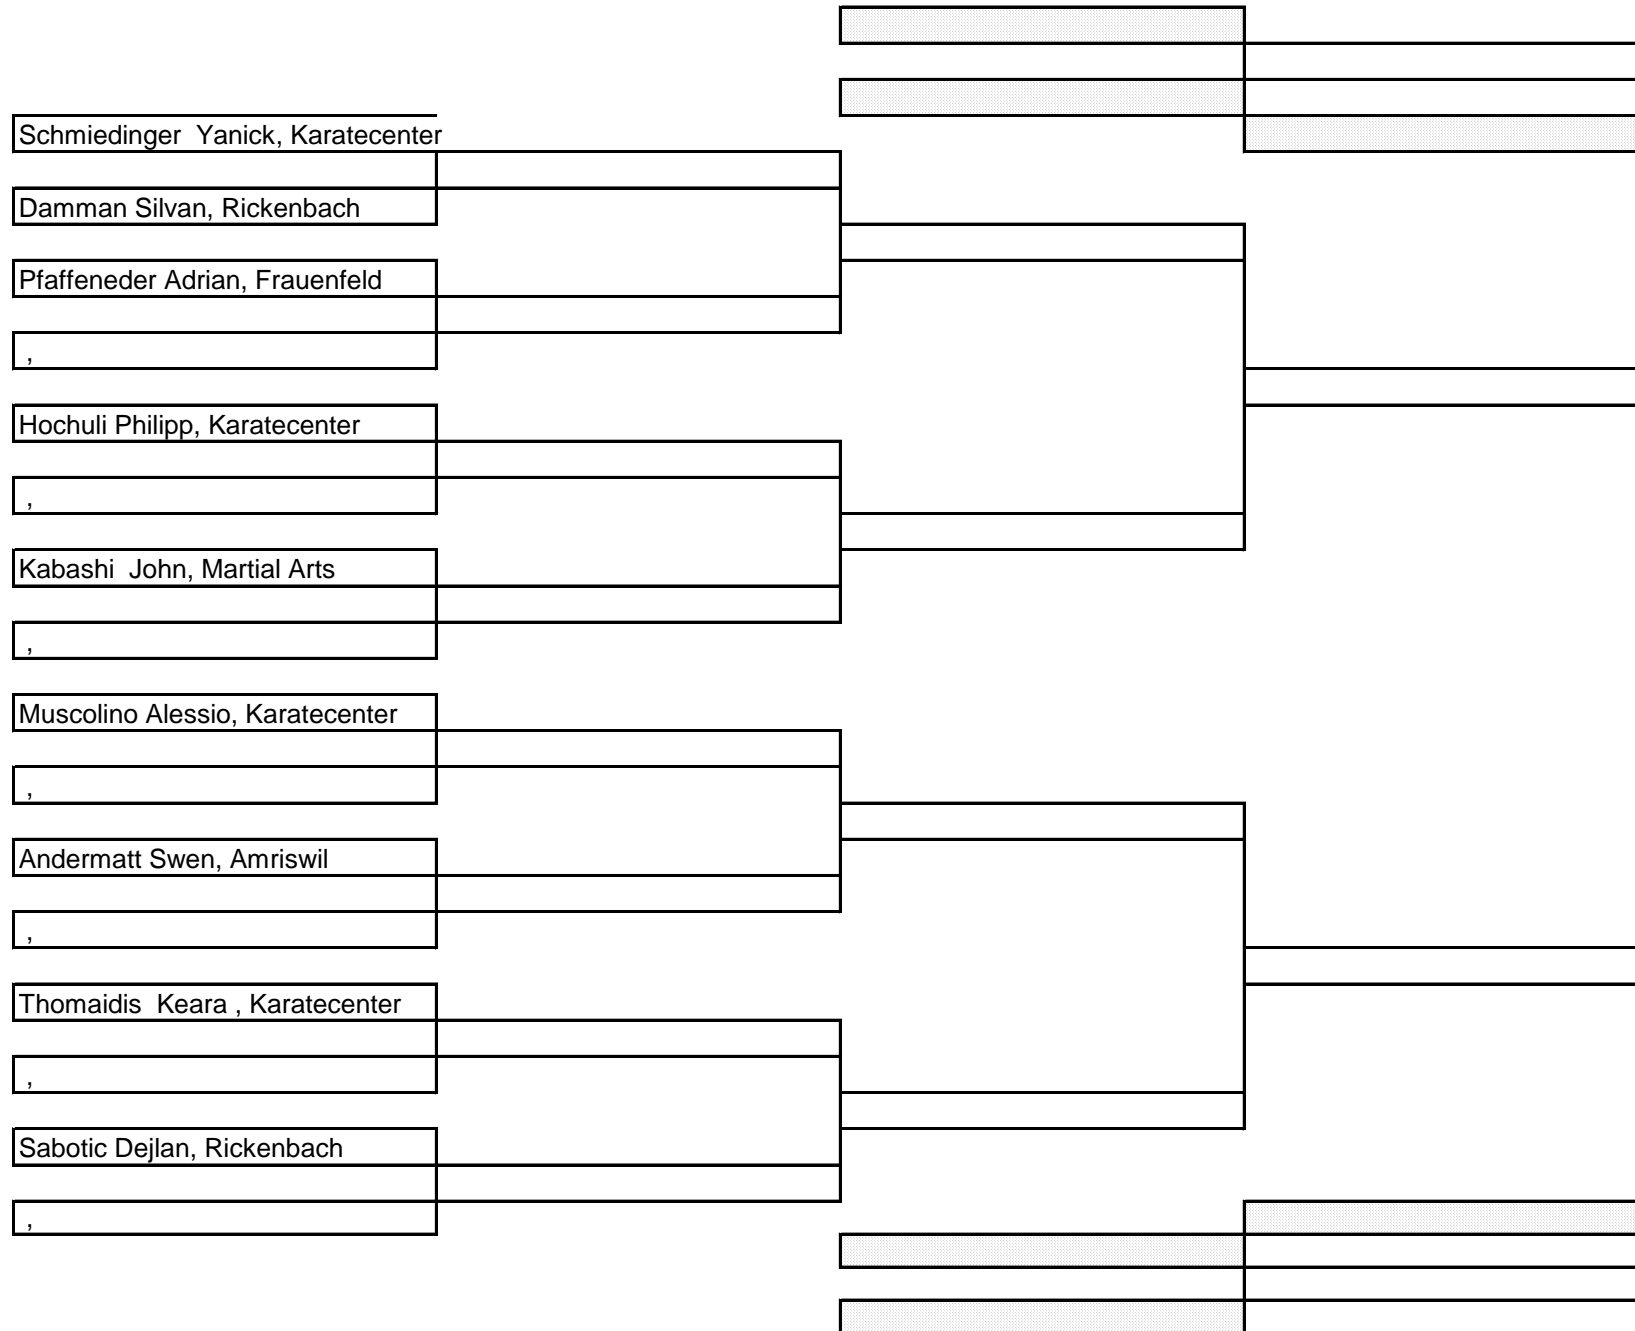 Schmiedinger  Yanick, Karatecenter
Damman Silvan, Rickenbach
Pfaffeneder Adrian, Frauenfeld
,
Hochuli Philipp, Karatecenter
,
Kabashi  John, Martial Arts
,
Muscolino Alessio, Karatecenter
,
Andermatt Swen, Amriswil
,
Thomaidis  Keara , Karatecenter
,
Sabotic Dejlan, Rickenbach
,